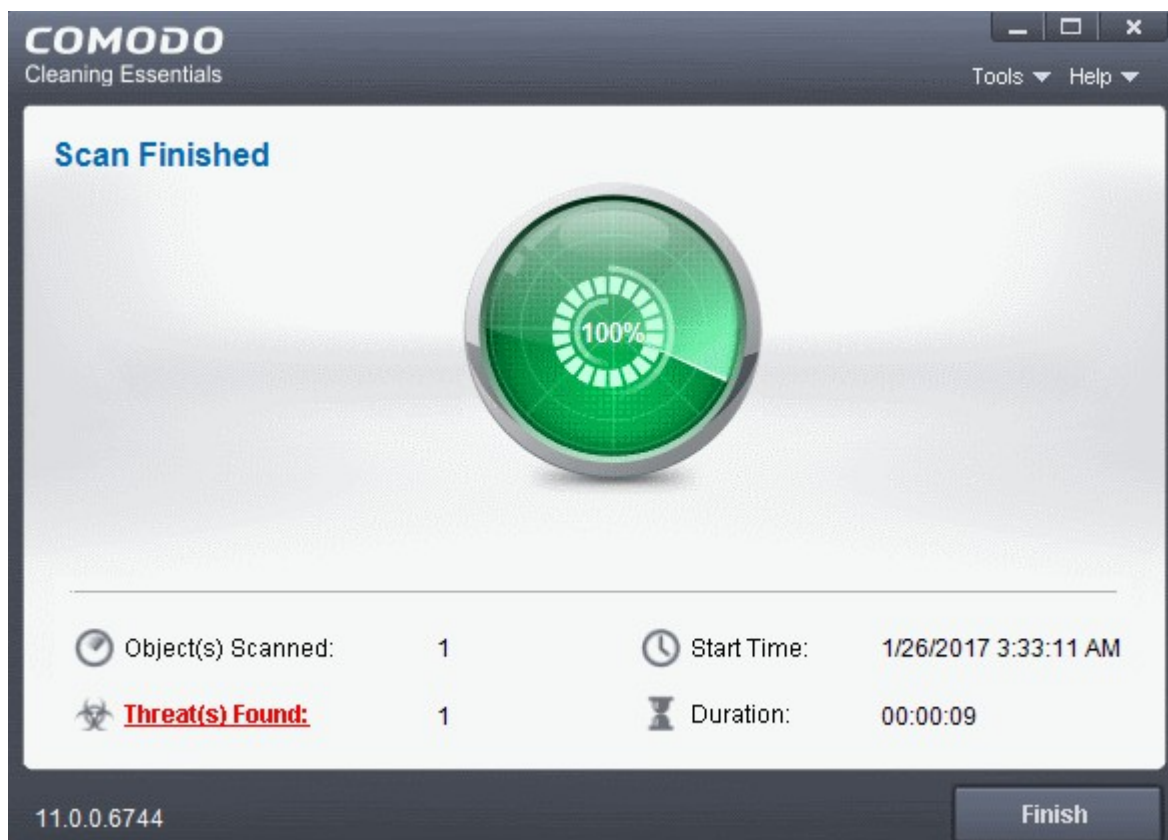 COMODO
Cleaning Essentials
Tools Help
Scan Finished
100%
Object(s) Scanned: 1 Start Time: 1/26/2017 3:33:11 AM
Threat(s) Found: 1 Duration: 00:00:09
11.0.0.6744 Finish